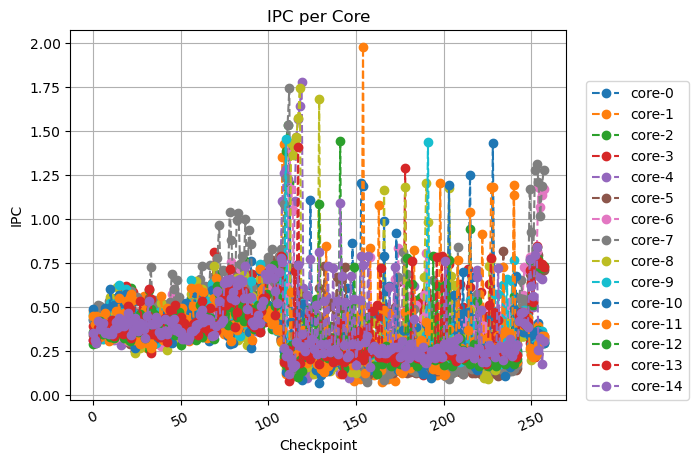 IPC per Core
2.00
1.75
1.50
1.25
1.00
0.75
0.50
0.25
0.00
IPC
0
50
100
150
200
250
Checkpoint
core-0
core-1
core-2
core-3
core-4
core-5
core-6
core-7
core-8
core-9
core-10
core-11
core-12
core-13
core-14